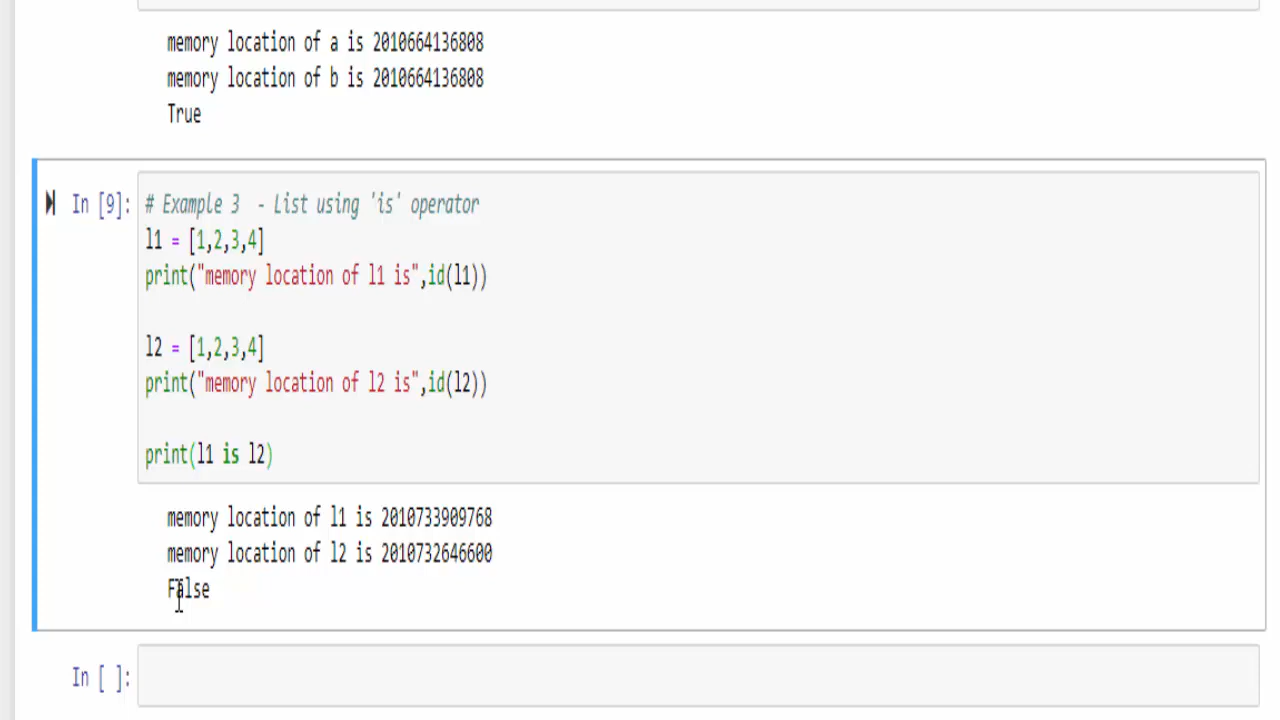 memory location of a is 2010664136808
memory location of b is 2010664136808
True
In [9]: # Example 3  - List using 'is' operator
l1 = [1,2,3,4]
print("memory location of l1 is",id(l1))
l2 = [1,2,3,4]
print("memory location of l2 is",id(l2))
print(l1 is l2)
memory location of l1 is 2010733909768
memory location of l2 is 2010732646600
False
In [ ]: